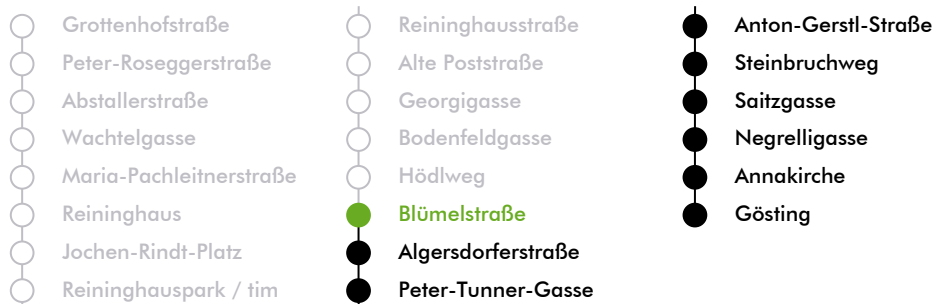 Grottenhofstraße
Peter-Roseggerstraße
Abstallerstraße
Wachtelgasse
Maria-Pachleitnerstraße
Reininghaus
Jochen-Rindt-Platz
Reininghauspark / tim
Reininghausstraße
Alte Poststraße
Georgigasse
Bodenfeldgasse
Hödlweg
Blümelstraße
Algersdorferstraße
Peter-Tunner-Gasse
Anton-Gerstl-Straße
Steinbruchweg
Saitzgasse
Negrelligasse
Annakirche
Gösting